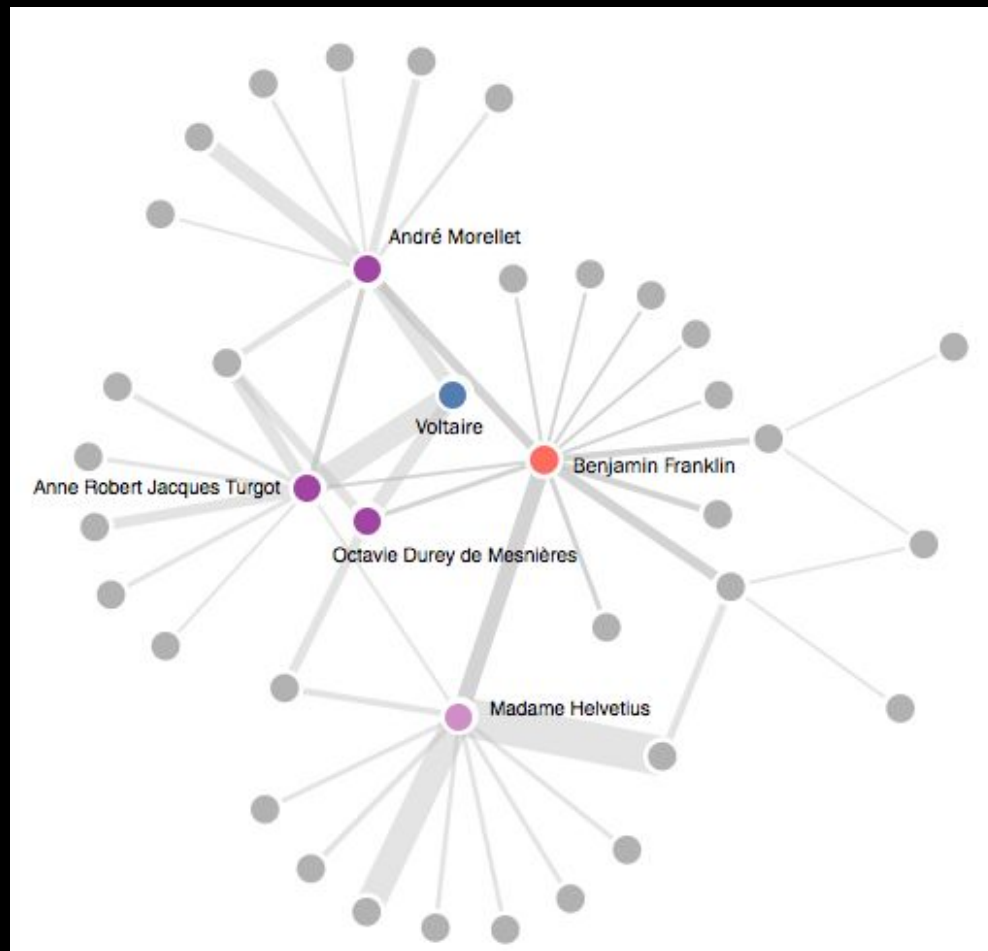 André Morellet
Voltaire
Benjamin Franklin
Anne Robert Jacques Turgot
Octavie Durey de Mesnières
Madame Helvetius